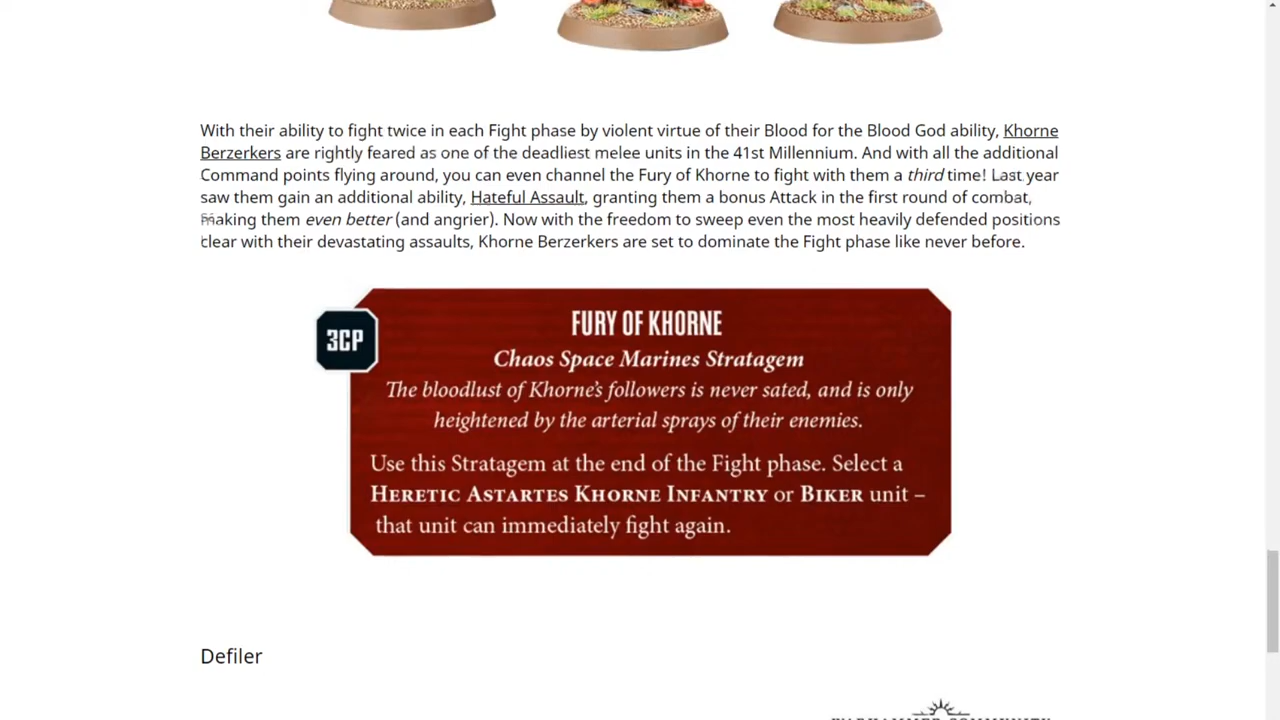 With their ability to fight twice in each Fight phase by violent virtue of their Blood for the Blood God ability, Khorne
Berzerkers are rightly feared as one of the deadliest melee units in the 41st Millennium. And with all the additional
Command points flying around, you can even channel the Fury of Khorne to fight with them a third time! Last year
saw them gain an additional ability, Hateful Assault, granting them a bonus Attack in the first round of combat,
making them even better (and angrier). Now with the freedom to sweep even the most heavily defended positions
clear with their devastating assaults, Khorne Berzerkers are set to dominate the Fight phase like never before.
3CP
FURY OF KHORNE
Chaos Space Marines Stratagem
The bloodlust of Khorne's followers is never sated, and is only
heightened by the arterial sprays of their enemies.
Use this Stratagem at the end of the Fight phase. Select a
HERETIC ASTARTES KHORNE INFANTRY or BIKER unit –
that unit can immediately fight again.
Defiler
WARHAMMER COMMUNITY